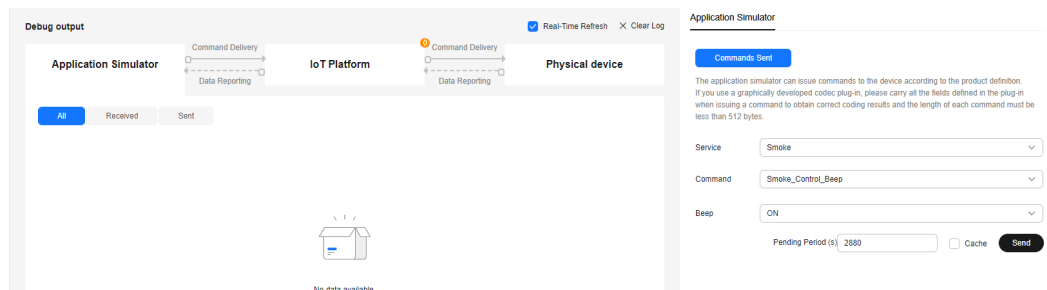 Debug output
Real-Time Refresh
Clear Log
Application Simulator
Command Delivery
Data Reporting
IoT Platform
0
Command Delivery
Data Reporting
Physical device
All
Received
Sent
No data available
Application Simulator
Commands Sent
The application simulator can issue commands to the device according to the product definition.
If you use a graphically developed codec plug-in, please carry all the fields defined in the plug-in
when issuing a command to obtain correct coding results and the length of each command must be
less than 512 bytes.
Service
Smoke
Command
Smoke_Control_Beep
Beep
ON
Pending Period (s)
2880
Cache
Send